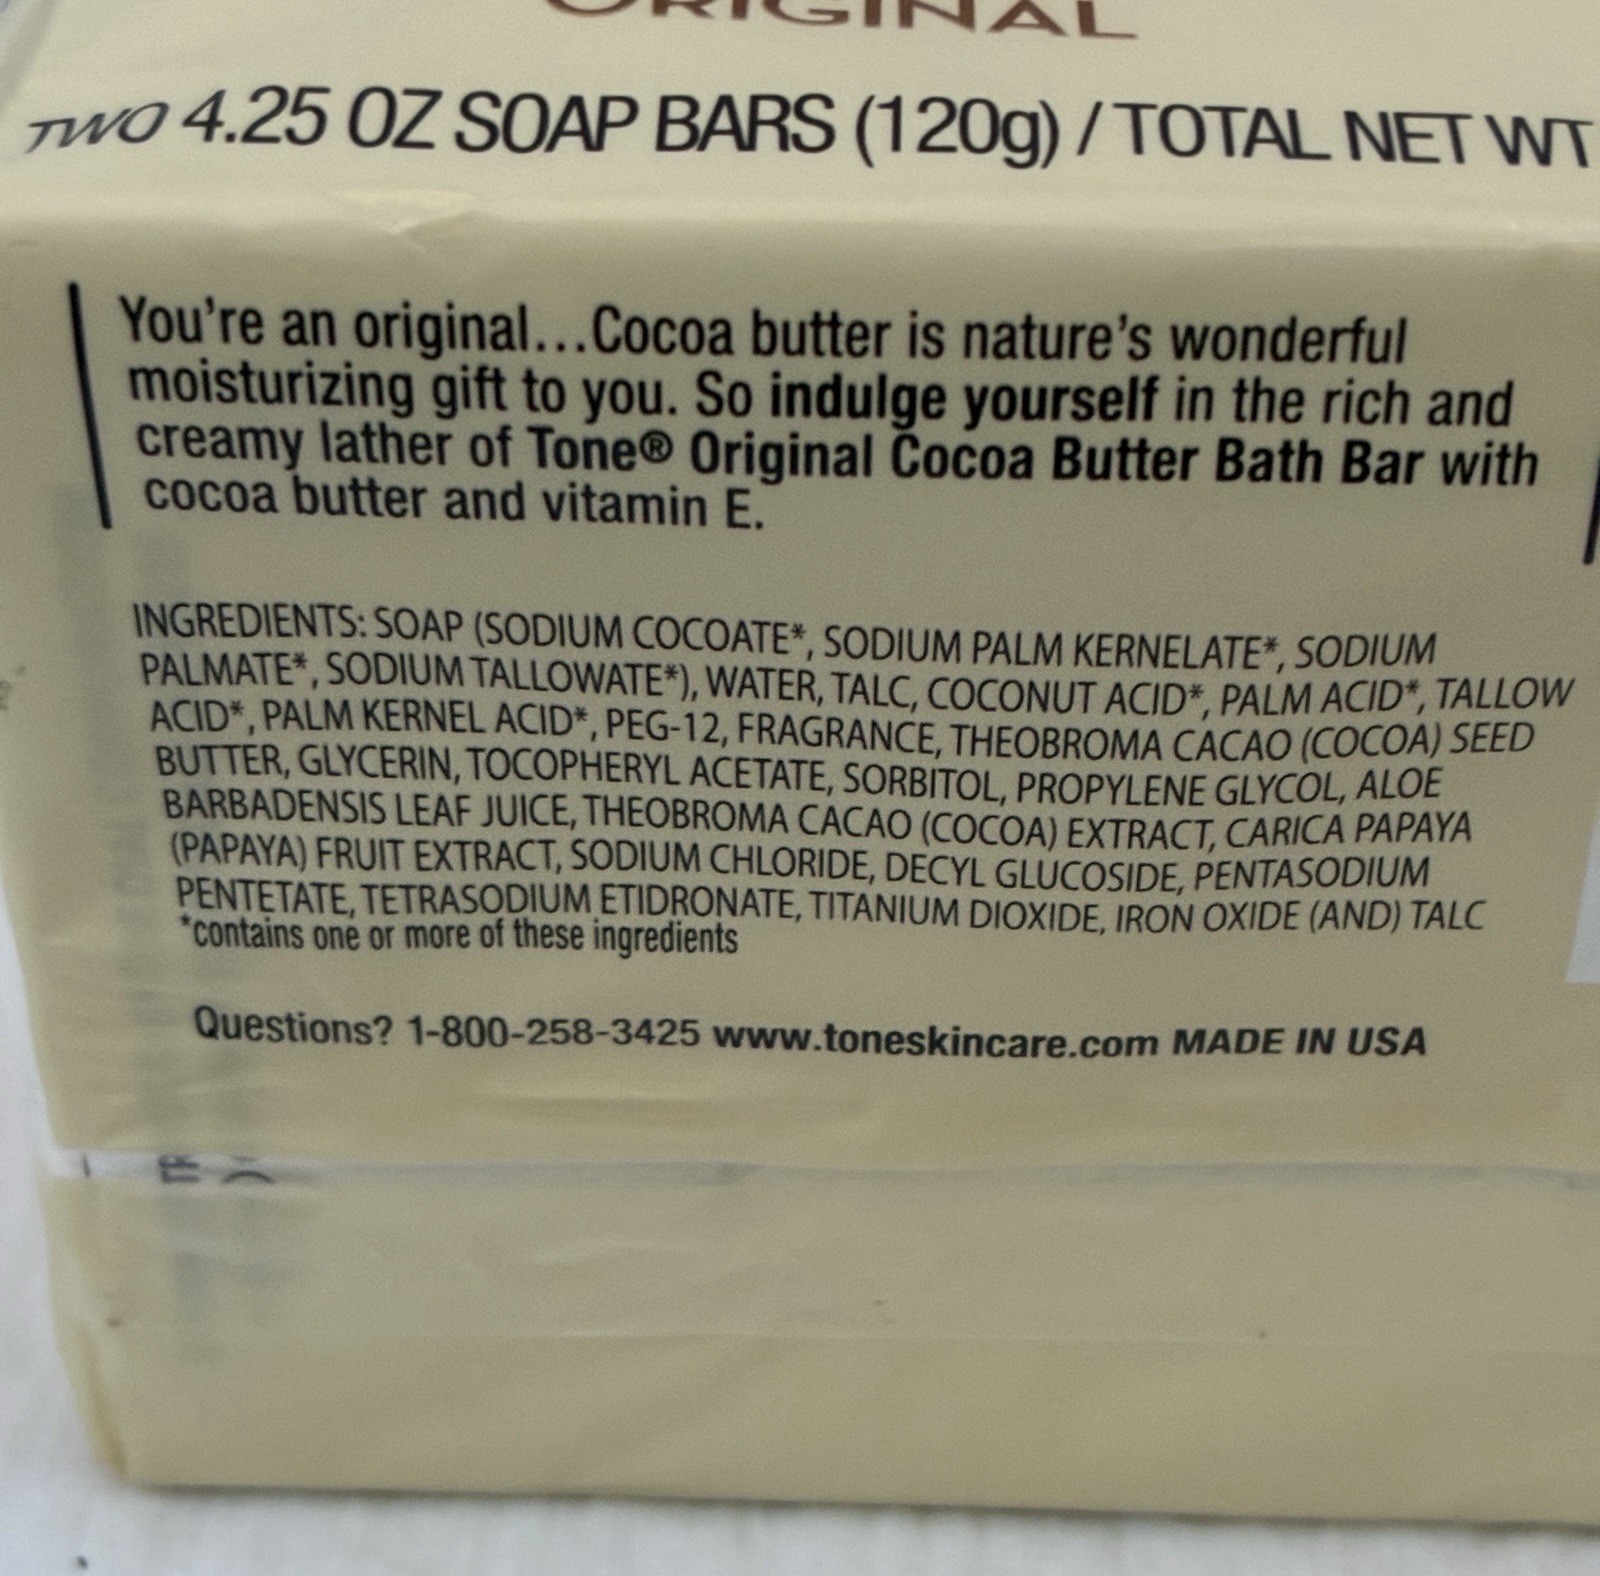 ORIGINAL
TWO 4.25 OZ SOAP BARS (120g) / TOTAL NET WT
You're an original...Cocoa butter is nature's wonderful
moisturizing gift to you. So indulge yourself in the rich and
creamy lather of Tone® Original Cocoa Butter Bath Bar with
cocoa butter and vitamin E.
INGREDIENTS: SOAP (SODIUM COCOATE*, SODIUM PALM KERNELATE*, SODIUM
PALMATE*, SODIUM TALLOWATE*), WATER, TALC, COCONUT ACID*, PALM ACID*, TALLOW
ACID*, PALM KERNEL ACID*, PEG-12, FRAGRANCE, THEOBROMA CACAO (COCOA) SEED
BUTTER, GLYCERIN, TOCOPHERYL ACETATE, SORBITOL, PROPYLENE GLYCOL, ALOE
BARBADENSIS LEAF JUICE, THEOBROMA CACAO (COCOA) EXTRACT, CARICA PAPAYA
(PAPAYA) FRUIT EXTRACT, SODIUM CHLORIDE, DECYL GLUCOSIDE, PENTASODIUM
PENTETATE, TETRASODIUM ETIDRONATE, TITANIUM DIOXIDE, IRON OXIDE (AND) TALC
*contains one or more of these ingredients
Questions? 1-800-258-3425 www.toneskincare.com MADE IN USA